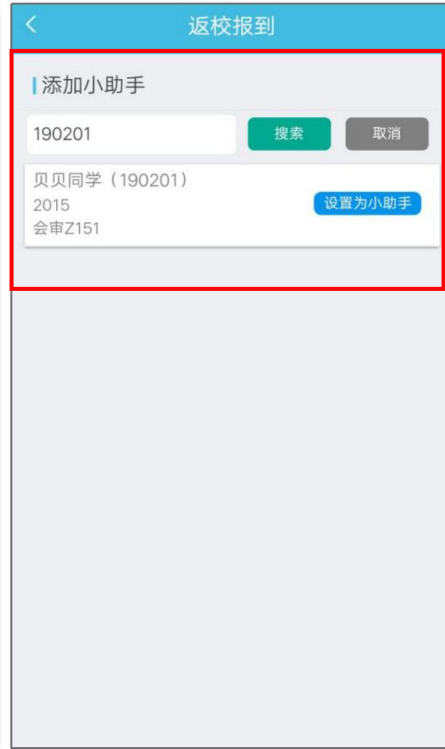 返校报到
添加小助手
190201 搜索 取消
贝贝同学（190201）
2015 设置为小助手
会审Z151